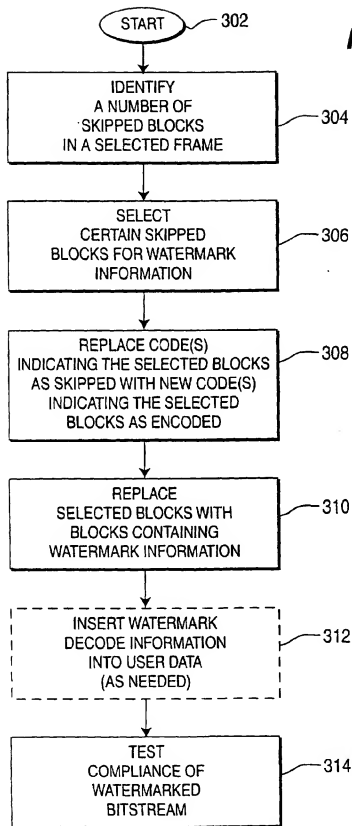 START
302
IDENTIFY
A NUMBER OF
SKIPPED BLOCKS
IN A SELECTED FRAME
304
SELECT
CERTAIN SKIPPED
BLOCKS FOR WATERMARK
INFORMATION
306
REPLACE CODE(S)
INDICATING THE SELECTED BLOCKS
AS SKIPPED WITH NEW CODE(S)
INDICATING THE SELECTED
BLOCKS AS ENCODED
308
REPLACE
SELECTED BLOCKS WITH
BLOCKS CONTAINING
WATERMARK INFORMATION
310
INSERT WATERMARK
DECODE INFORMATION
INTO USER DATA
(AS NEEDED)
312
TEST
COMPLIANCE OF
WATERMARKED
BITSTREAM
314